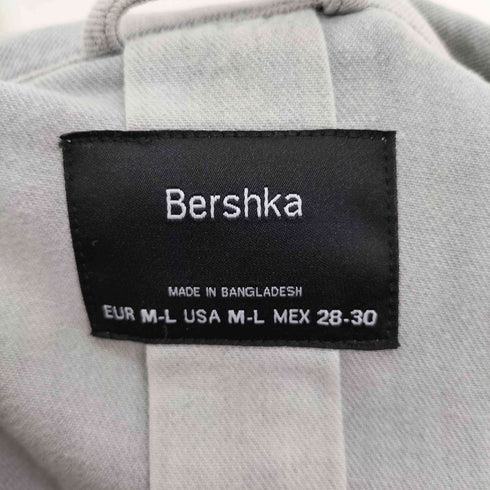 Bershka
MADE IN BANGLADESH
EUR M-L USA M-L MEX 28-30